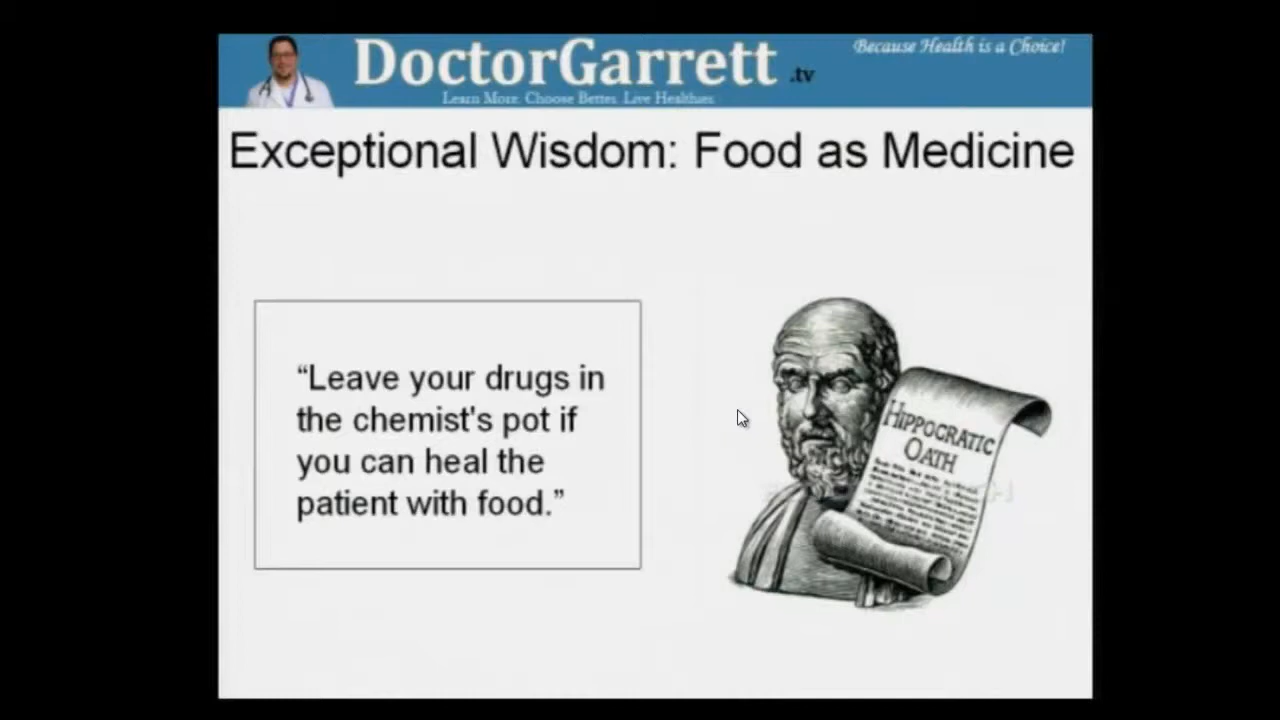 DoctorGarrett .tv
Because Health is a Choice!
Learn More. Choose Better. Live Healthier.
Exceptional Wisdom: Food as Medicine
“Leave your drugs in
the chemist's pot if
you can heal the
patient with food.”
HIPPOCRATIC
OATH